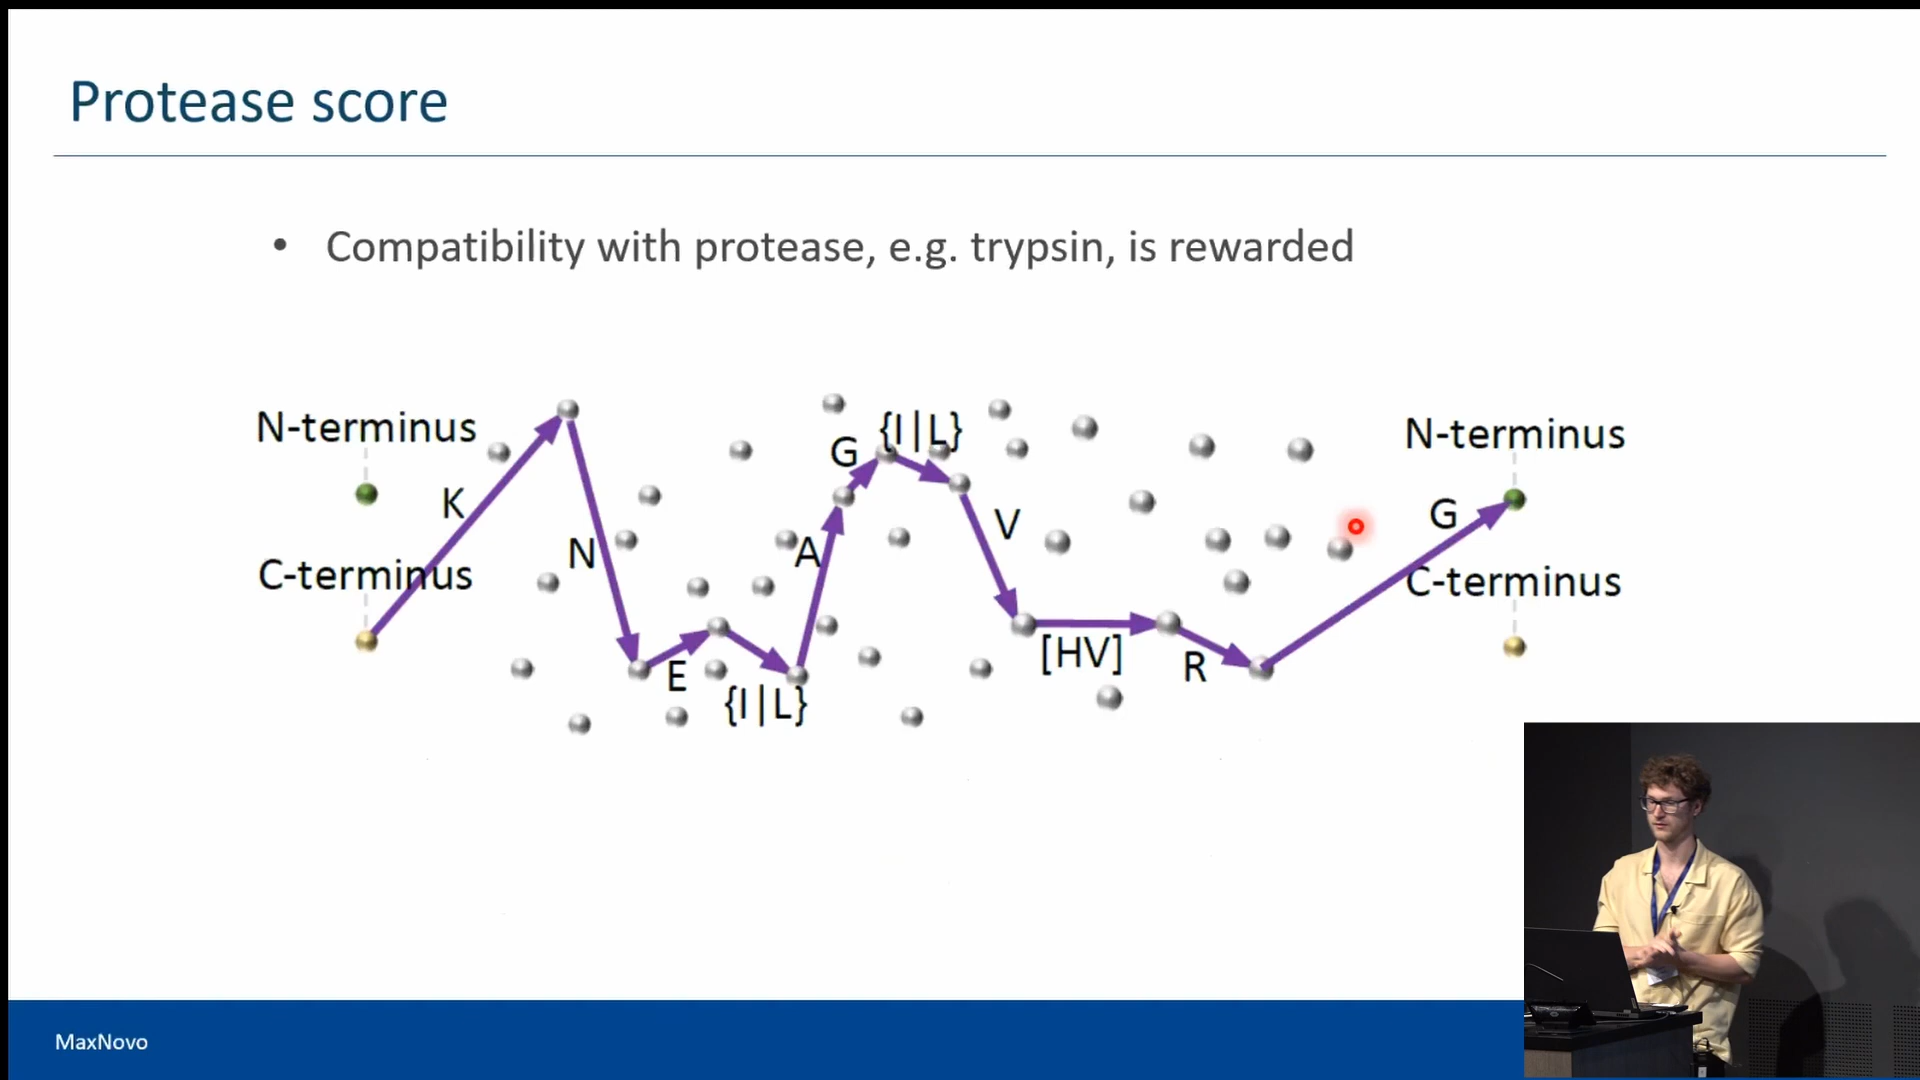 Protease score
• Compatibility with protease, e.g. trypsin, is rewarded
N-terminus
C-terminus
K
N
E
{I|L}
A
G
{I|L}
V
[HV]
R
G
N-terminus
C-terminus
MaxNovo